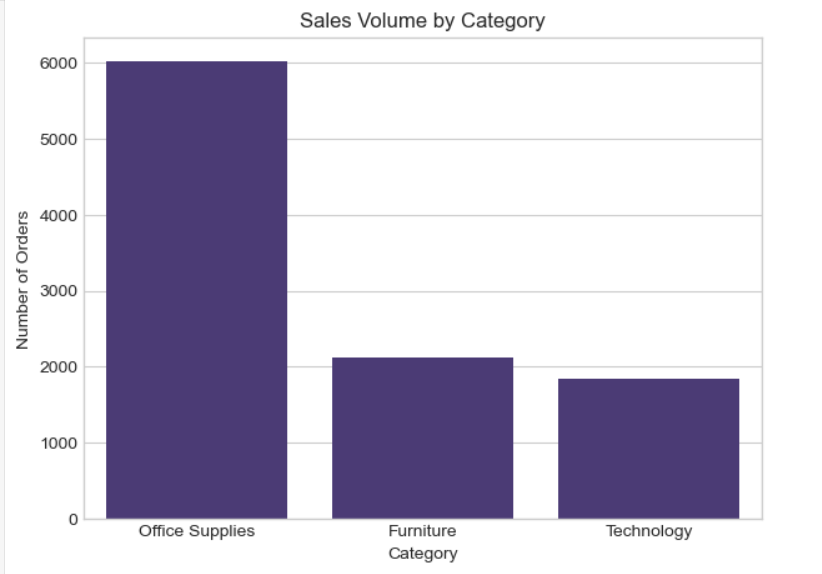 Sales Volume by Category
6000
5000
4000
3000
2000
1000
0
Number of Orders
Office Supplies
Furniture
Technology
Category